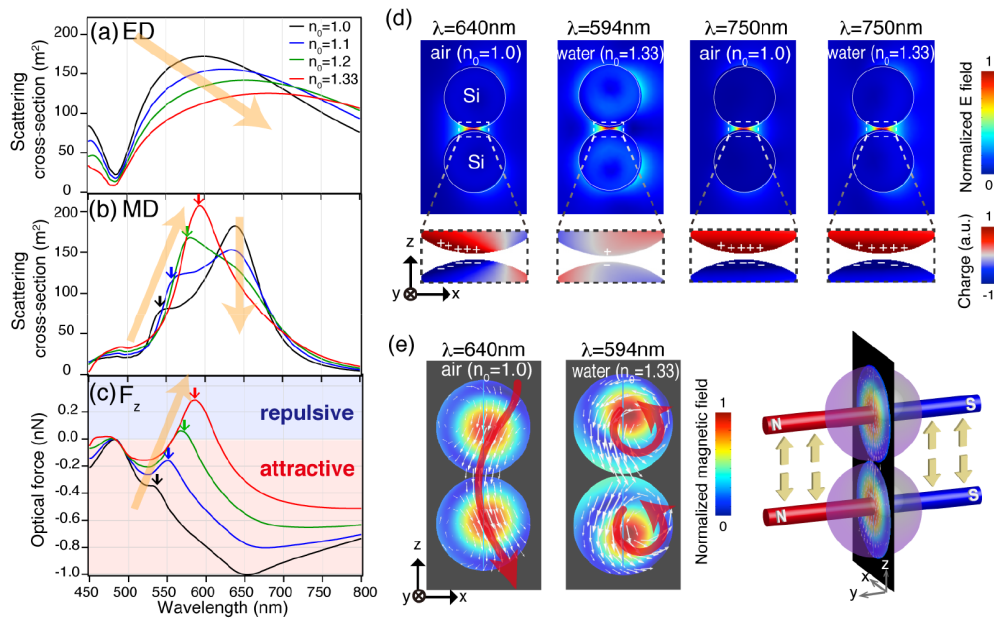 (a) ED
n₀=1.0
n₀=1.1
n₀=1.2
n₀=1.33
Scattering
cross-section (m²)
200
150
100
50
0
(b) MD
Scattering
cross-section (m²)
200
150
100
50
0
(c) F_z
repulsive
attractive
Optical force (nN)
0.2
0.0
-0.2
-0.4
-0.6
-0.8
-1.0
450 500 550 600 650 700 750 800
Wavelength (nm)
(d)
λ=640nm λ=594nm λ=750nm λ=750nm
air (n₀=1.0) water (n₀=1.33) air (n₀=1.0) water (n₀=1.33)
Si
Si
Normalized E field
1
0
z
y x
+++++
- - - - -
+
-
+++++
- - - - -
+++++
- - - - -
Charge (a.u.)
1
-1
(e)
λ=640nm λ=594nm
air (n₀=1.0) water (n₀=1.33)
z
y x
Normalized magnetic field
1
0
N S
N S
x z
y